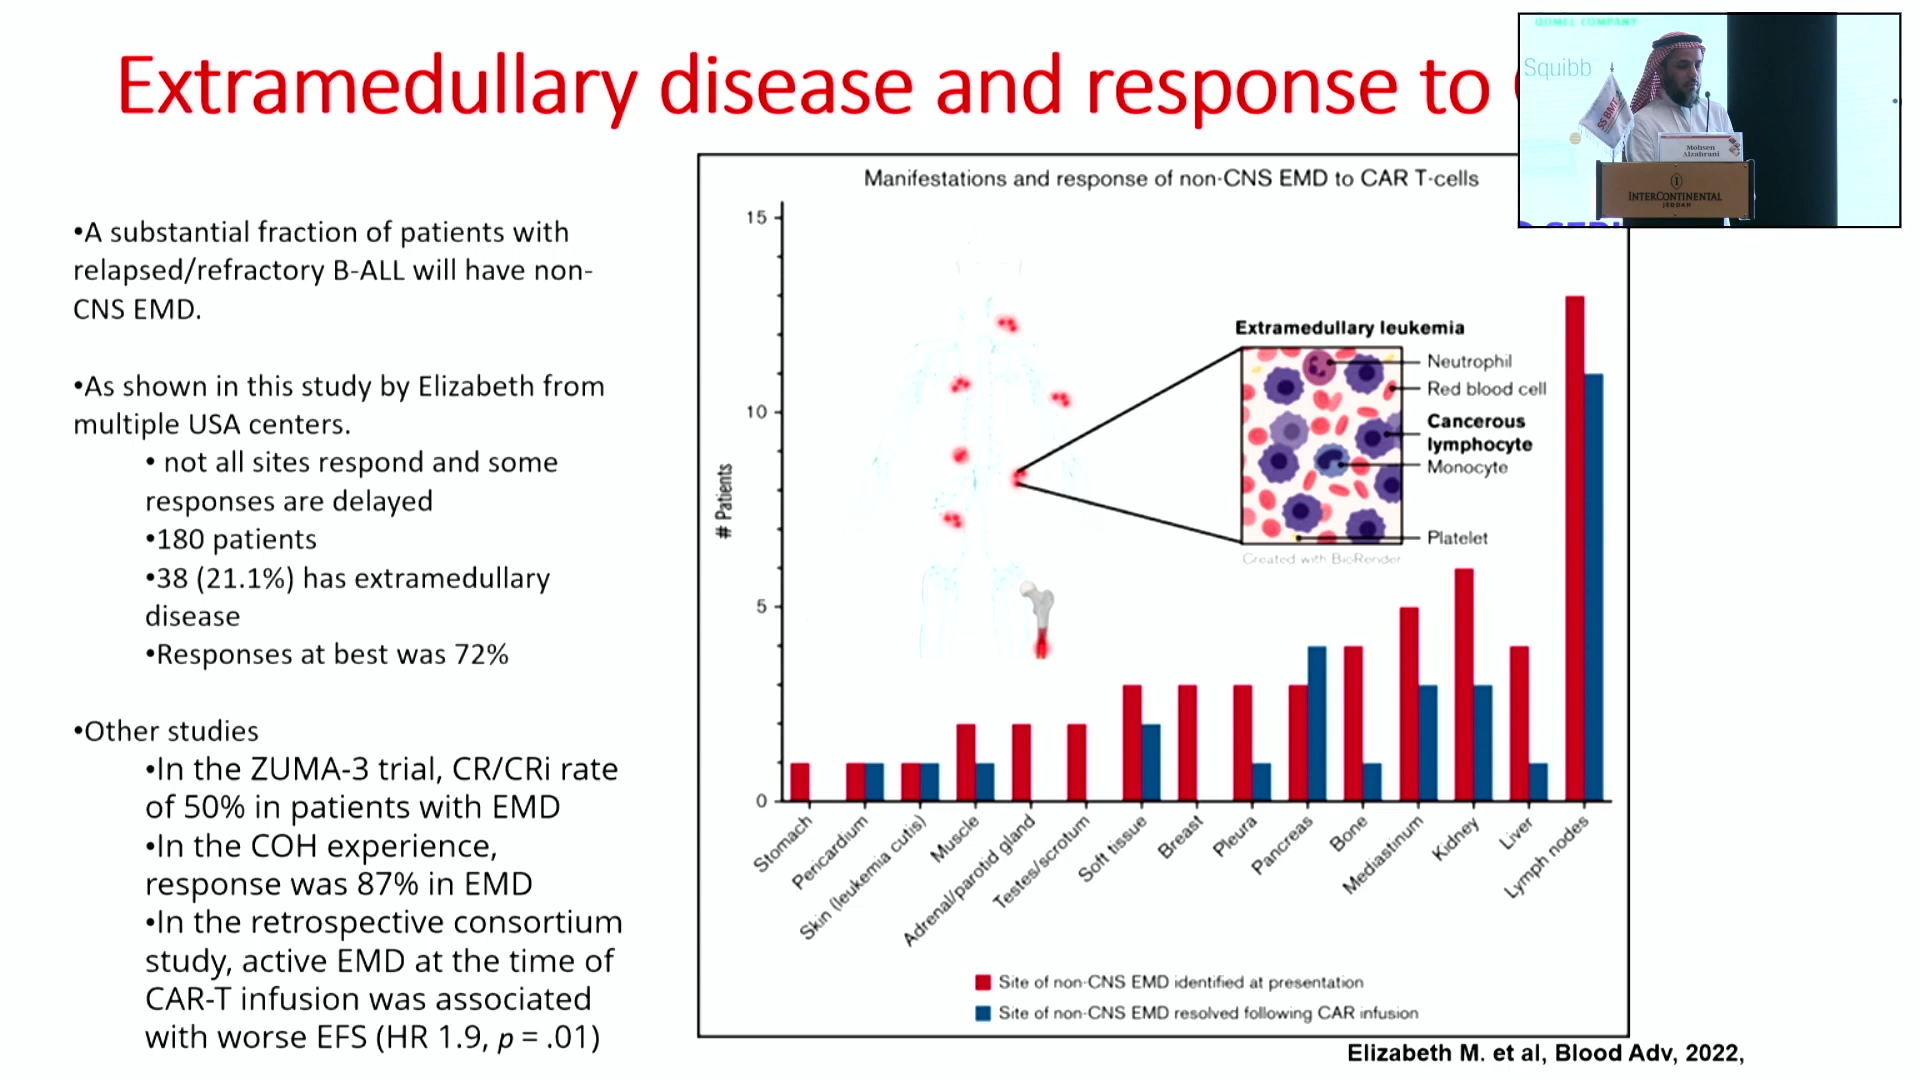 QOMEL COMPANY
Squibb
SS BMT
Mohsen
Alzahrani
INTERCONTINENTAL
JEDDAH
Extramedullary disease and response to
•A substantial fraction of patients with
relapsed/refractory B-ALL will have non-
CNS EMD.
•As shown in this study by Elizabeth from
multiple USA centers.
• not all sites respond and some
responses are delayed
•180 patients
•38 (21.1%) has extramedullary
disease
•Responses at best was 72%
•Other studies
•In the ZUMA-3 trial, CR/CRi rate
of 50% in patients with EMD
•In the COH experience,
response was 87% in EMD
•In the retrospective consortium
study, active EMD at the time of
CAR-T infusion was associated
with worse EFS (HR 1.9, p = .01)
Manifestations and response of non-CNS EMD to CAR T-cells
# Patients
15
10
5
0
Extramedullary leukemia
Neutrophil
Red blood cell
Cancerous
lymphocyte
Monocyte
Platelet
Created with BioRender
Stomach
Pericardium
Skin (leukemia cutis)
Muscle
Adrenal/parotid gland
Testes/scrotum
Soft tissue
Breast
Pleura
Pancreas
Bone
Mediastinum
Kidney
Liver
Lymph nodes
Site of non-CNS EMD identified at presentation
Site of non-CNS EMD resolved following CAR infusion
Elizabeth M. et al, Blood Adv, 2022,